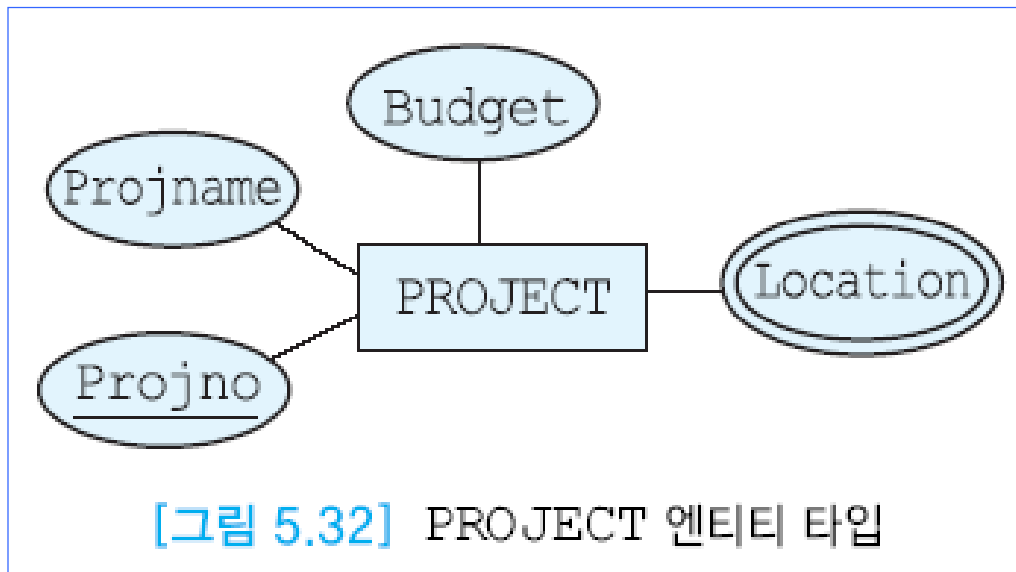 Budget
Projname
PROJECT
Location
Projno
[그림 5.32] PROJECT 엔티티 타입